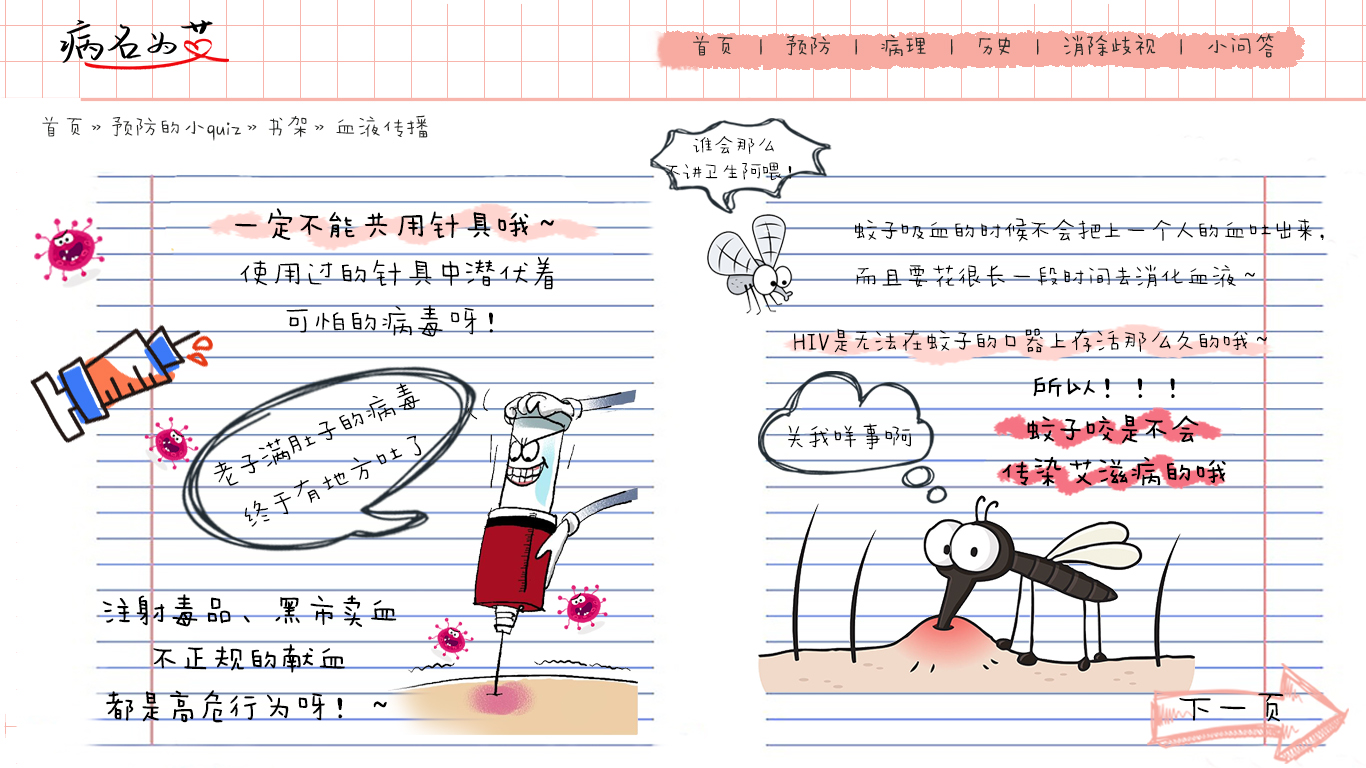 病名为艾
首页 | 预防 | 病理 | 历史 | 消除歧视 | 小问答
首页 » 预防的小quiz » 书架 » 血液传播
一定不能共用针具哦~
使用过的针具中潜伏着
可怕的病毒呀!
老子满肚子的病毒
终于有地方吐了
注射毒品、黑市卖血
不正规的献血
都是高危行为呀! ~
谁会那么
不讲卫生阿喂!
蚊子吸血的时候不会把上一个人的血吐出来,
而且要花很长一段时间去消化血液~
HIV是无法在蚊子的口器上存活那么久的哦~
所以! ! !
蚊子咬是不会
传染艾滋病的哦
关我咩事啊
下一页